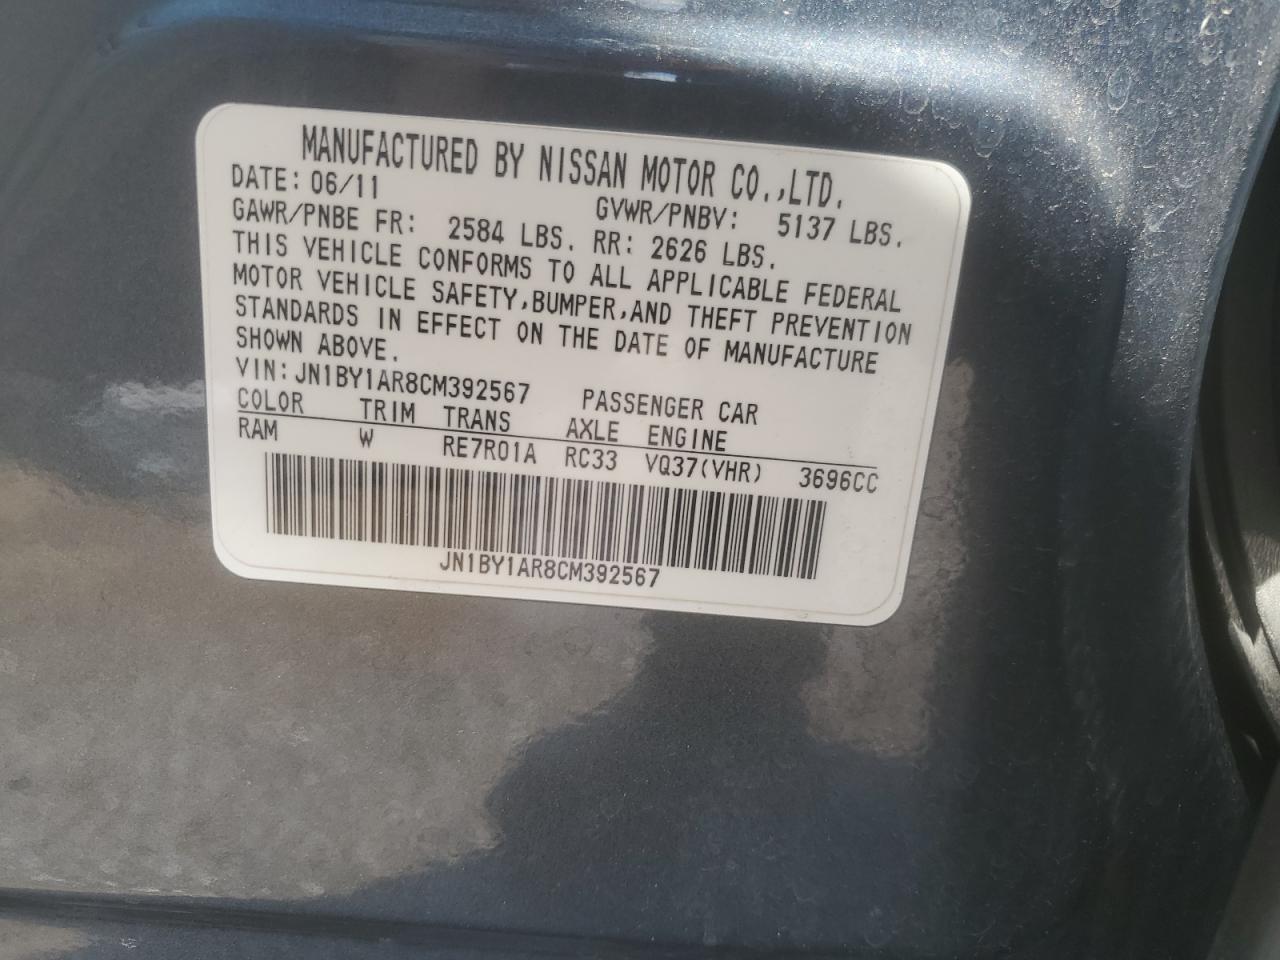 MANUFACTURED BY NISSAN MOTOR CO.,LTD.
DATE: 06/11 GVWR/PNBV: 5137 LBS.
GAWR/PNBE FR: 2584 LBS. RR: 2626 LBS.
THIS VEHICLE CONFORMS TO ALL APPLICABLE FEDERAL
MOTOR VEHICLE SAFETY,BUMPER,AND THEFT PREVENTION
STANDARDS IN EFFECT ON THE DATE OF MANUFACTURE
SHOWN ABOVE.
VIN:JN1BY1AR8CM392567 PASSENGER CAR
COLOR TRIM TRANS AXLE ENGINE
RAM W RE7R01A RC33 VQ37(VHR) 3696CC
JN1BY1AR8CM392567